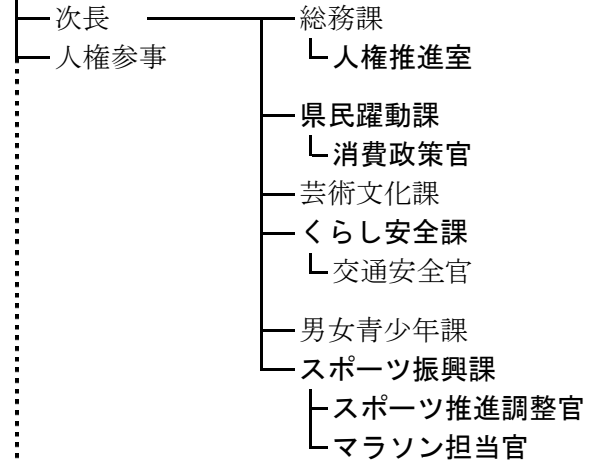 次長 総務課
人権参事 人権推進室
県民躍動課
消費政策官
芸術文化課
くらし安全課
交通安全官
男女青少年課
スポーツ振興課
スポーツ推進調整官
マラソン担当官